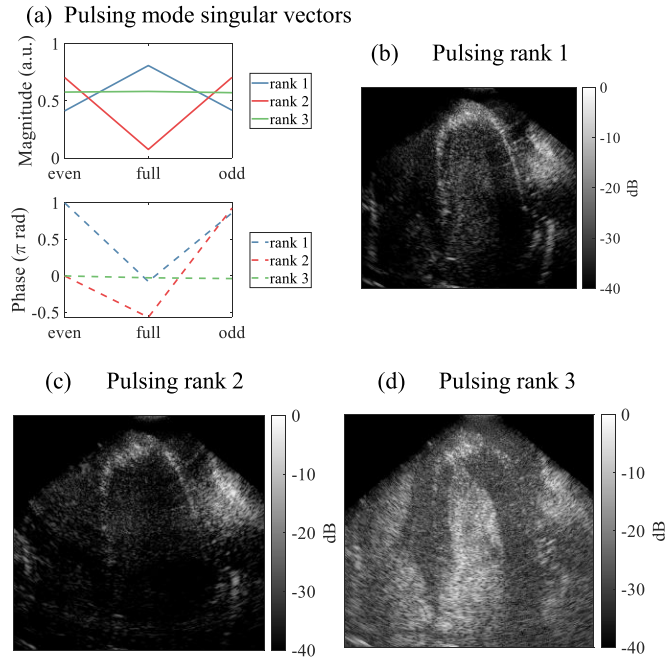 (a) Pulsing mode singular vectors
Magnitude (a.u.)
1
0.5
0
even
full
odd
rank 1
rank 2
rank 3
Phase (π rad)
1
0.5
0
-0.5
even
full
odd
rank 1
rank 2
rank 3
(b) Pulsing rank 1
0
-10
-20
-30
-40
dB
(c) Pulsing rank 2
0
-10
-20
-30
-40
dB
(d) Pulsing rank 3
0
-10
-20
-30
-40
dB